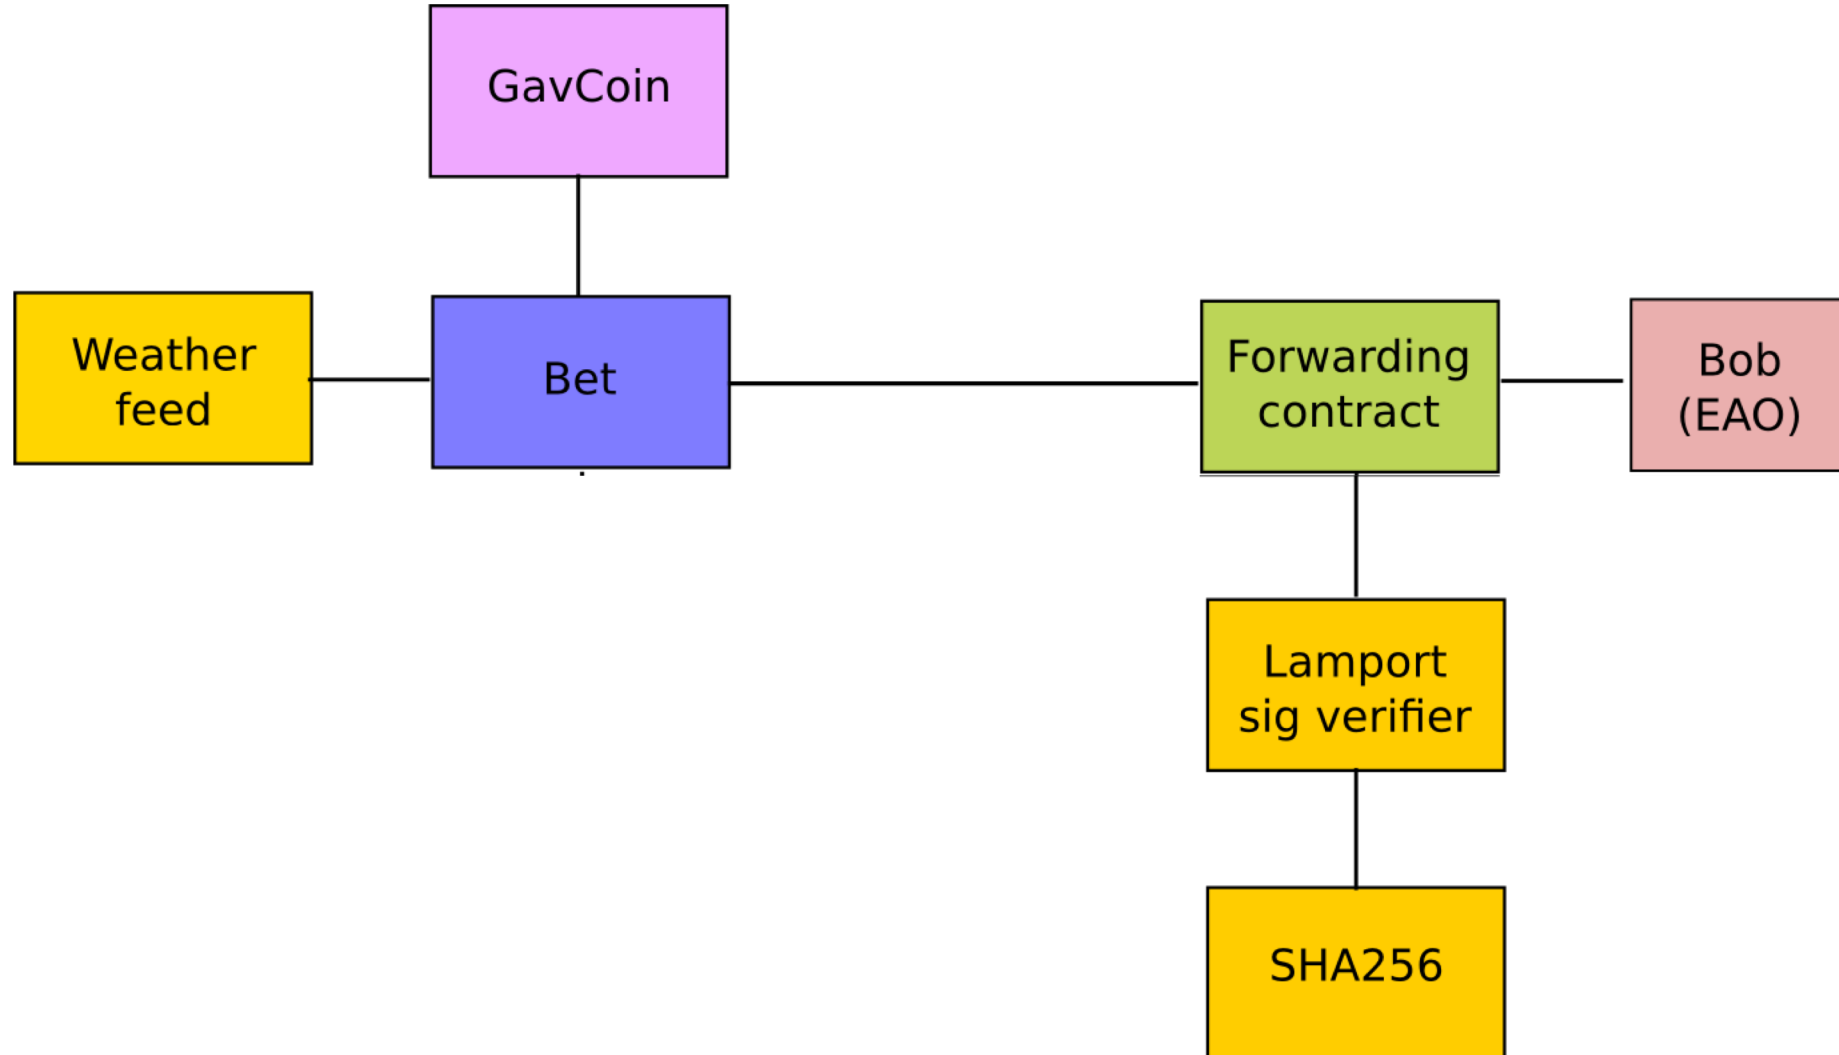 GavCoin
Weather
feed
Bet
Forwarding
contract
Bob
(EAO)
Lamport
sig verifier
SHA256